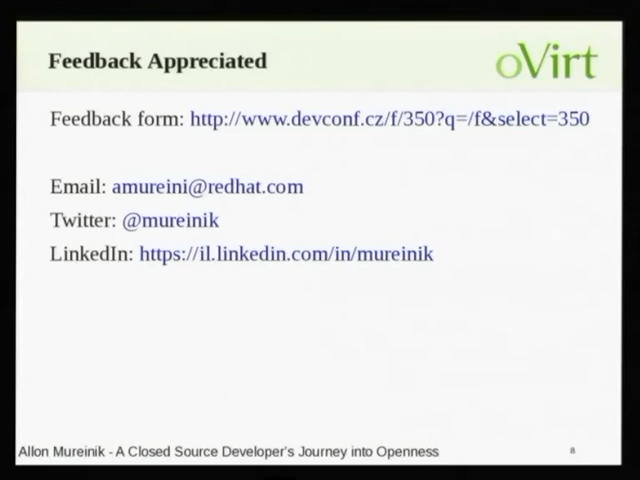 Feedback Appreciated
oVirt
Feedback form: http://www.devconf.cz/f/350?q=/f&select=350
Email: amureini@redhat.com
Twitter: @mureinik
LinkedIn: https://il.linkedin.com/in/mureinik
Allon Mureinik - A Closed Source Developer's Journey into Openness
8